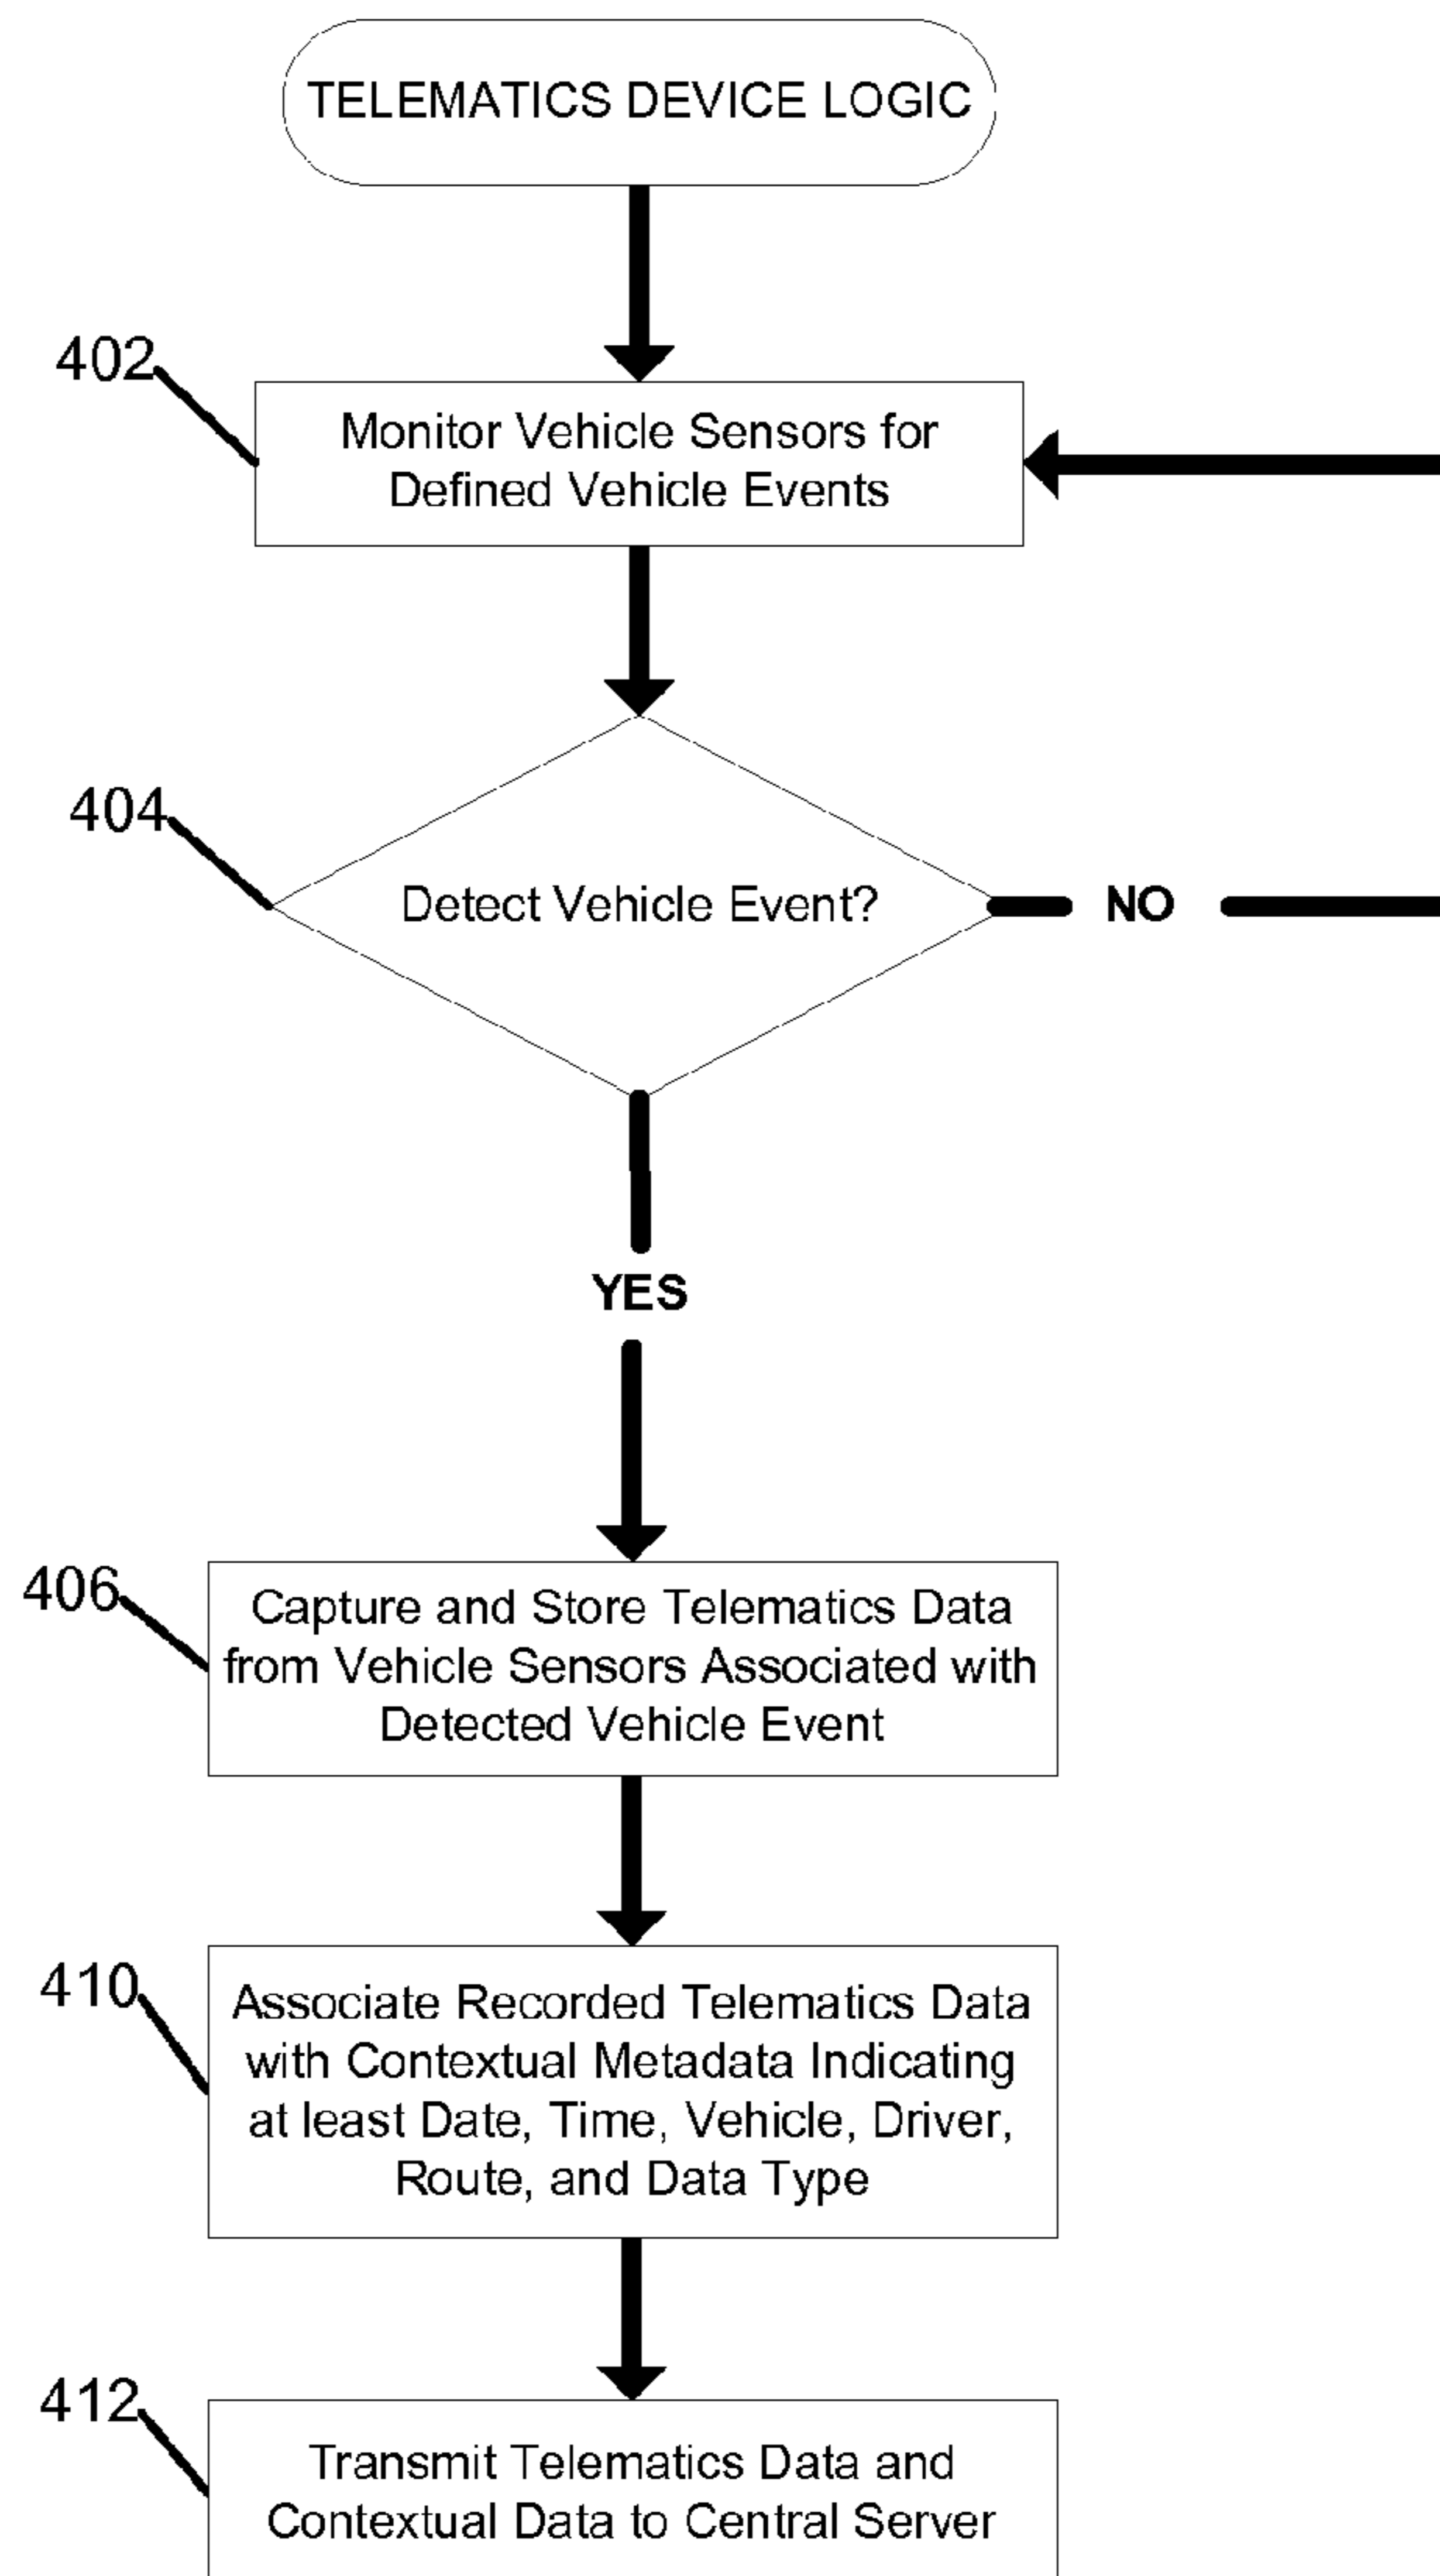 TELEMATICS DEVICE LOGIC
402
Monitor Vehicle Sensors for
Defined Vehicle Events
404
Detect Vehicle Event?
NO
YES
406
Capture and Store Telematics Data
from Vehicle Sensors Associated with
Detected Vehicle Event
410
Associate Recorded Telematics Data
with Contextual Metadata Indicating
at least Date, Time, Vehicle, Driver,
Route, and Data Type
412
Transmit Telematics Data and
Contextual Data to Central Server